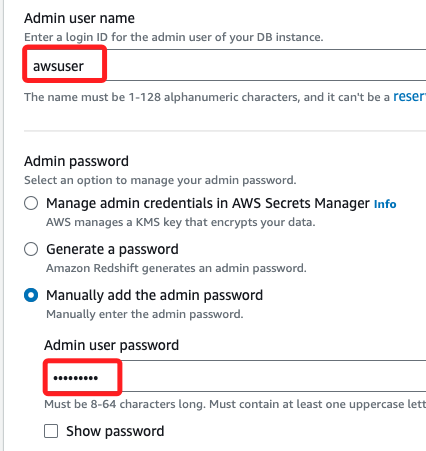 Admin user name
Enter a login ID for the admin user of your DB instance.
awsuser
The name must be 1-128 alphanumeric characters, and it can't be a
Admin password
Select an option to manage your admin password.
Manage admin credentials in AWS Secrets Manager Info
AWS manages a KMS key that encrypts your data.
Generate a password
Amazon Redshift generates an admin password.
Manually add the admin password
Manually enter the admin password.
Admin user password
•••••••••
Must be 8-64 characters long. Must contain at least one uppercase
Show password